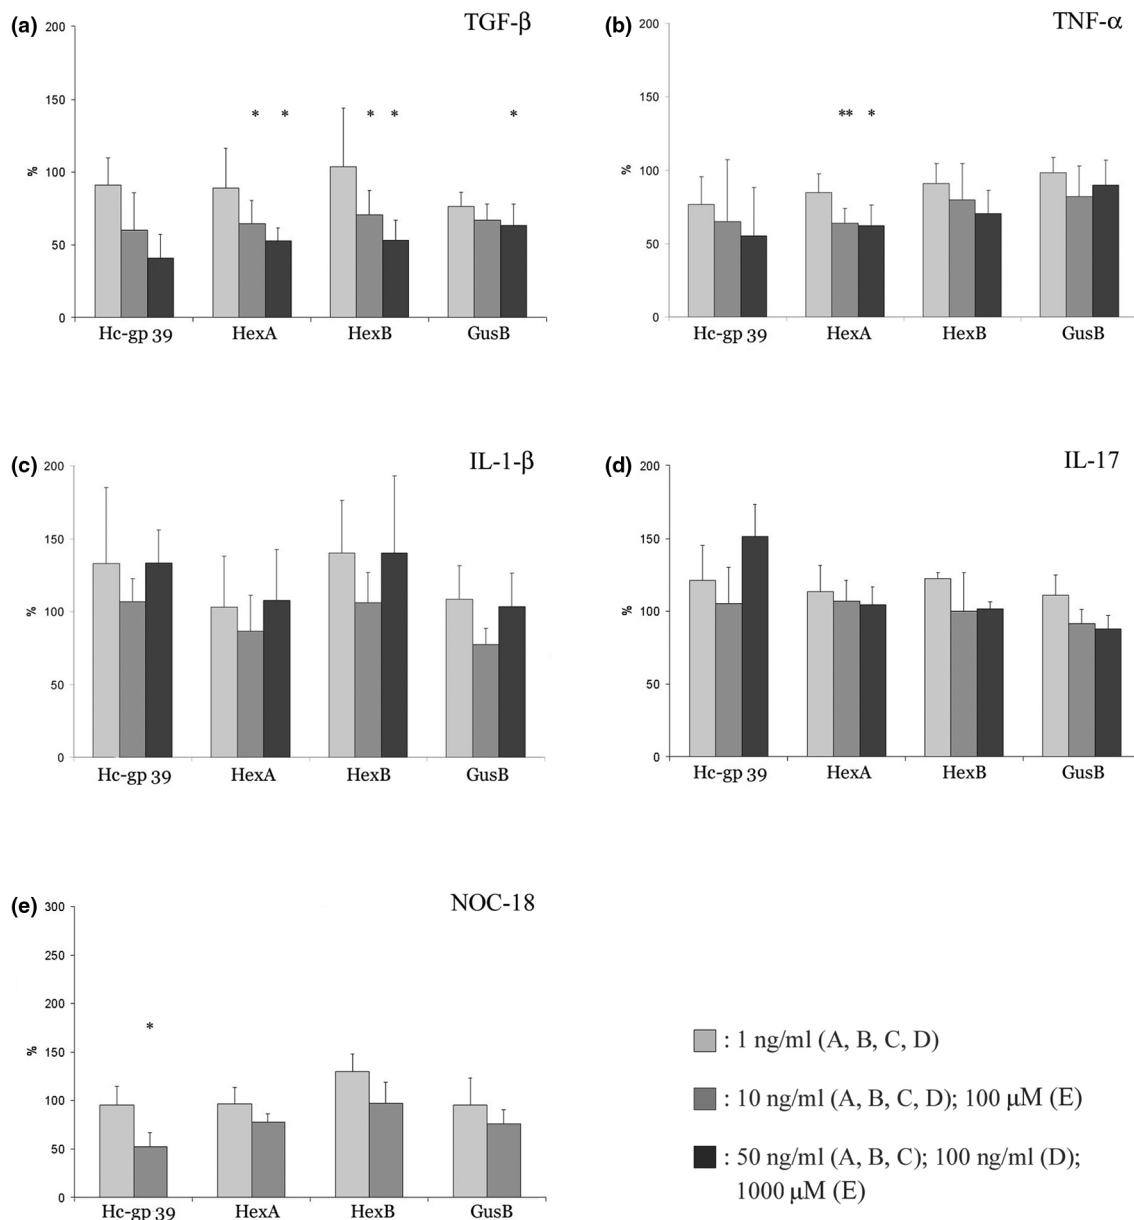 (a)
TGF-β
200
150
100
50
0
%
* * * * *
Hc-gp 39 HexA HexB GusB
(b)
TNF-α
200
150
100
50
0
%
** *
Hc-gp 39 HexA HexB GusB
(c)
IL-1-β
200
150
100
50
0
%
Hc-gp 39 HexA HexB GusB
(d)
IL-17
200
150
100
50
0
%
Hc-gp 39 HexA HexB GusB
(e)
NOC-18
300
250
200
150
100
50
0
%
*
Hc-gp 39 HexA HexB GusB
: 1 ng/ml (A, B, C, D)
: 10 ng/ml (A, B, C, D); 100 µM (E)
: 50 ng/ml (A, B, C); 100 ng/ml (D);
1000 µM (E)